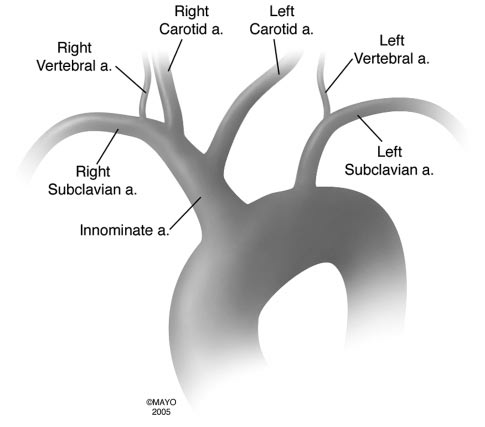 Right
Carotid a.
Left
Carotid a.
Right
Vertebral a.
Left
Vertebral a.
Right
Subclavian a.
Left
Subclavian a.
Innominate a.
©MAYO
2005